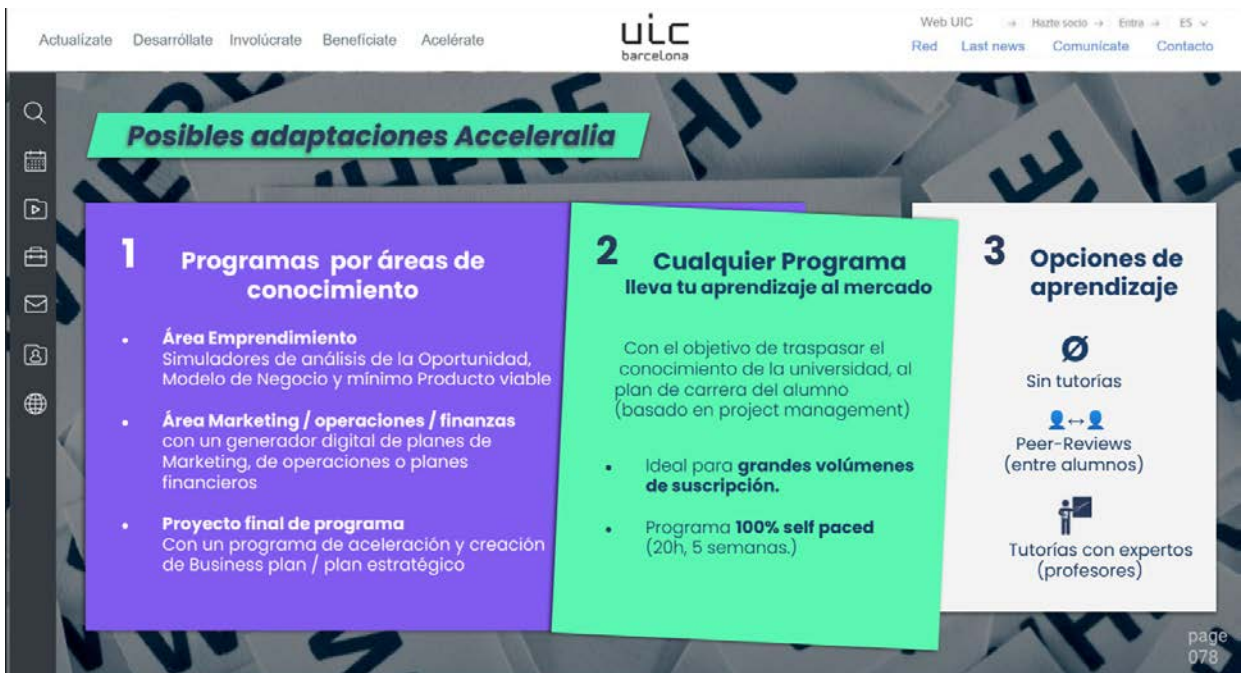 Actualízate Desarróllate Involúcrate Benefíciate Acelérate
uic
barcelona
Web UIC → Hazte socio → Entra → ES
Red Last news Comunícate Contacto
Posibles adaptaciones Acceleralia
1 Programas por áreas de
conocimiento
• Área Emprendimiento
Simuladores de análisis de la Oportunidad,
Modelo de Negocio y mínimo Producto viable
• Área Marketing / operaciones / finanzas
con un generador digital de planes de
Marketing, de operaciones o planes
financieros
• Proyecto final de programa
Con un programa de aceleración y creación
de Business plan / plan estratégico
2 Cualquier Programa
lleva tu aprendizaje al mercado
Con el objetivo de traspasar el
conocimiento de la universidad, al
plan de carrera del alumno
(basado en project management)
• Ideal para grandes volúmenes
de suscripción.
• Programa 100% self paced
(20h, 5 semanas.)
3 Opciones de
aprendizaje
Ø
Sin tutorías
Peer-Reviews
(entre alumnos)
Tutorías con expertos
(profesores)
page
078